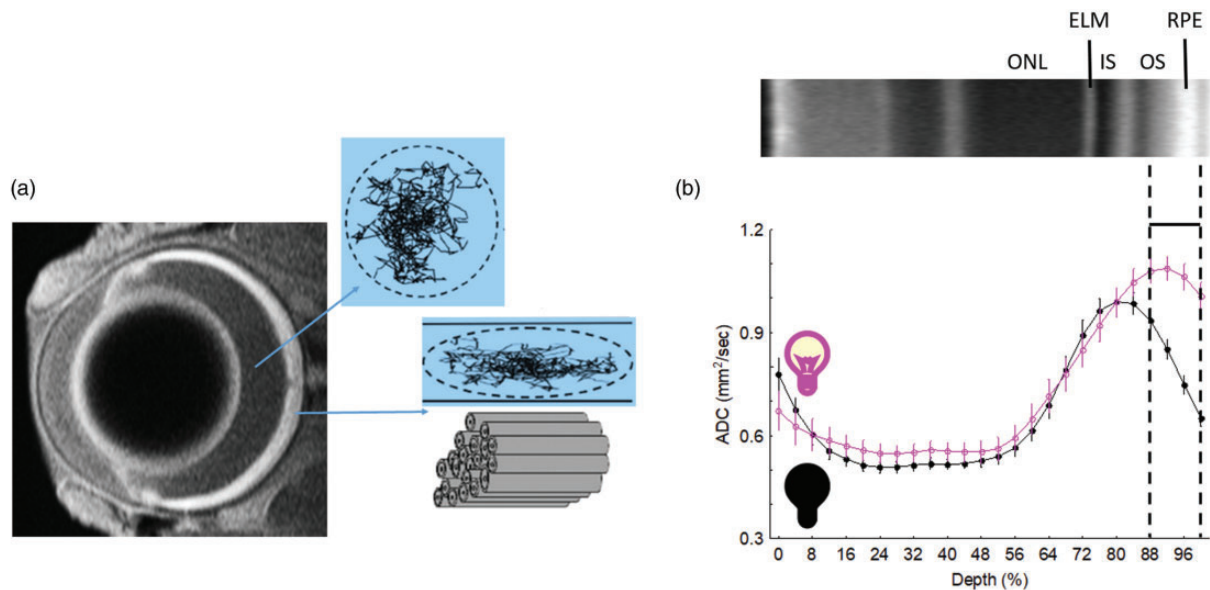 (a)
ELM RPE
ONL IS OS
(b)
ADC (mm²/sec)
1.2
0.9
0.6
0.3
0 8 16 24 32 40 48 56 64 72 80 88 96
Depth (%)